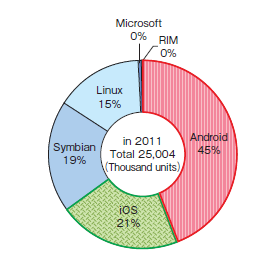 Microsoft
0%
RIM
0%
Linux
15%
Android
45%
Symbian
19%
in 2011
Total 25,004
(Thousand units)
iOS
21%